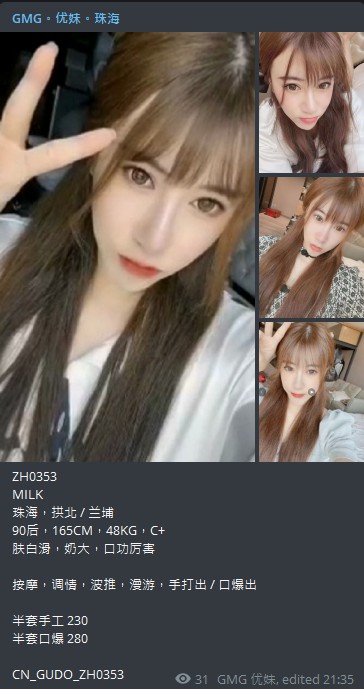 GMG。优妹。珠海
ZH0353
MILK
珠海，拱北 / 兰埔
90后，165CM，48KG，C+
肤白滑，奶大，口功厉害
按摩，调情，波推，漫游，手打出 / 口爆出
半套手工 230
半套口爆 280
CN_GUDO_ZH0353
31 GMG 优妹, edited 21:35